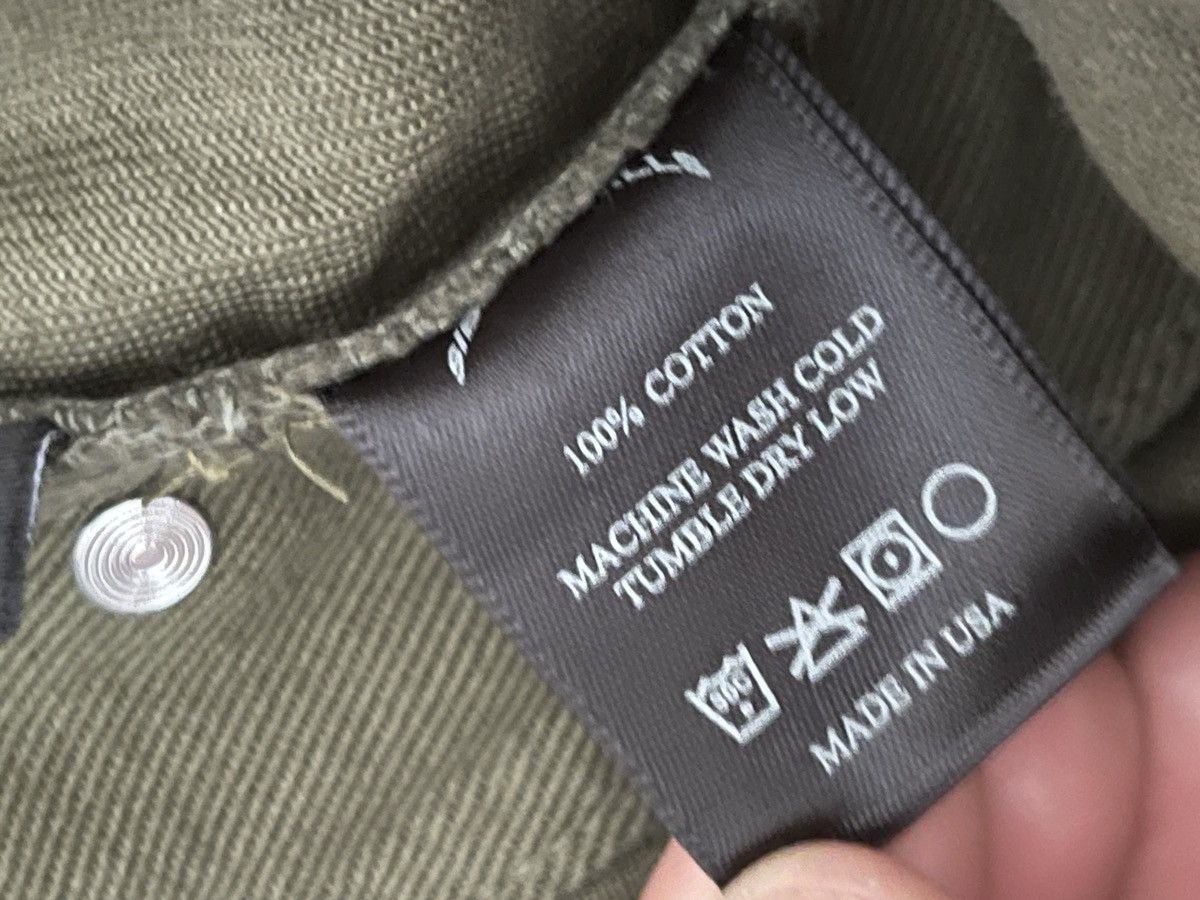 100% COTTON
MACHINE WASH COLD
TUMBLE DRY LOW
MADE IN USA